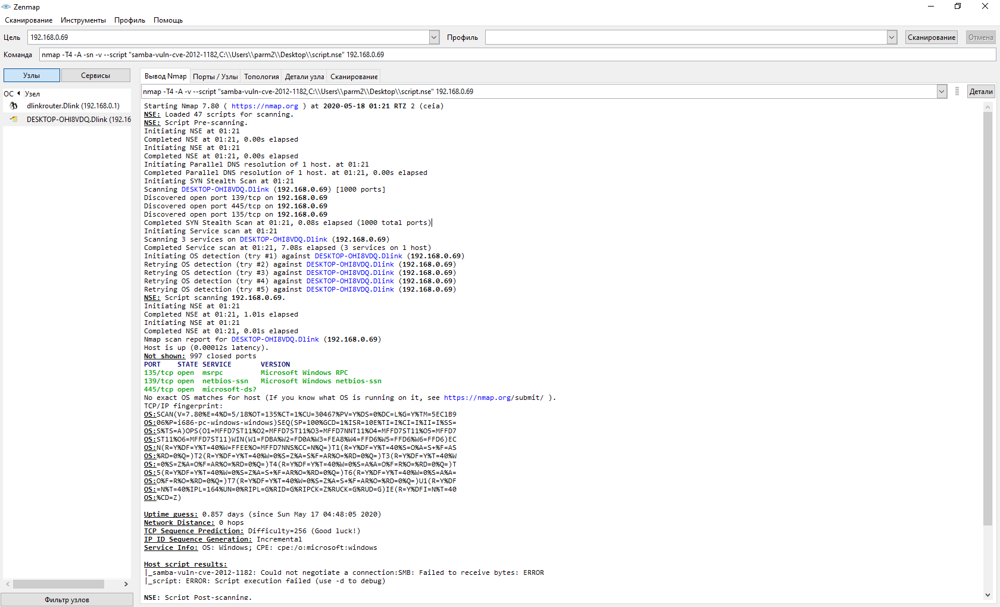 Zenmap
Сканирование Инструменты Профиль Помощь
Цель 192.168.0.69 Профиль Сканирование Отмена
Команда nmap -T4 -A -sn -v --script "samba-vuln-cve-2012-1182,C:\\Users\\parm2\\Desktop\\script.nse" 192.168.0.69
Узлы Сервисы
ОС Узел
dlinkrouter.Dlink (192.168.0.1)
DESKTOP-OHI8VDQ.Dlink (192.16
Фильтр узлов
Вывод Nmap Порты / Узлы Топология Детали узла Сканирование
nmap -T4 -A -v --script "samba-vuln-cve-2012-1182,C:\\Users\\parm2\\Desktop\\script.nse" 192.168.0.69 Детали
Starting Nmap 7.80 ( https://nmap.org ) at 2020-05-18 01:21 RTZ 2 (ceia)
NSE: Loaded 47 scripts for scanning.
NSE: Script Pre-scanning.
Initiating NSE at 01:21
Completed NSE at 01:21, 0.00s elapsed
Initiating NSE at 01:21
Completed NSE at 01:21, 0.00s elapsed
Initiating Parallel DNS resolution of 1 host. at 01:21
Completed Parallel DNS resolution of 1 host. at 01:21, 0.00s elapsed
Initiating SYN Stealth Scan at 01:21
Scanning DESKTOP-OHI8VDQ.Dlink (192.168.0.69) [1000 ports]
Discovered open port 139/tcp on 192.168.0.69
Discovered open port 445/tcp on 192.168.0.69
Discovered open port 135/tcp on 192.168.0.69
Completed SYN Stealth Scan at 01:21, 0.08s elapsed (1000 total ports)
Initiating Service scan at 01:21
Scanning 3 services on DESKTOP-OHI8VDQ.Dlink (192.168.0.69)
Completed Service scan at 01:21, 7.08s elapsed (3 services on 1 host)
Initiating OS detection (try #1) against DESKTOP-OHI8VDQ.Dlink (192.168.0.69)
Retrying OS detection (try #2) against DESKTOP-OHI8VDQ.Dlink (192.168.0.69)
Retrying OS detection (try #3) against DESKTOP-OHI8VDQ.Dlink (192.168.0.69)
Retrying OS detection (try #4) against DESKTOP-OHI8VDQ.Dlink (192.168.0.69)
Retrying OS detection (try #5) against DESKTOP-OHI8VDQ.Dlink (192.168.0.69)
NSE: Script scanning 192.168.0.69.
Initiating NSE at 01:21
Completed NSE at 01:21, 1.01s elapsed
Initiating NSE at 01:21
Completed NSE at 01:21, 0.01s elapsed
Nmap scan report for DESKTOP-OHI8VDQ.Dlink (192.168.0.69)
Host is up (0.00012s latency).
Not shown: 997 closed ports
PORT STATE SERVICE VERSION
135/tcp open msrpc Microsoft Windows RPC
139/tcp open netbios-ssn Microsoft Windows netbios-ssn
445/tcp open microsoft-ds?
No exact OS matches for host (If you know what OS is running on it, see https://nmap.org/submit/ ).
TCP/IP fingerprint:
OS:SCAN(V=7.80%E=4%D=5/18%OT=135%CT=1%CU=30467%PV=Y%DS=0%DC=L%G=Y%TM=5EC1B9
OS:06%P=i686-pc-windows-windows)SEQ(SP=100%GCD=1%ISR=10E%TI=I%CI=I%II=I%SS=
OS:S%TS=A)OPS(O1=MFFD7ST11%O2=MFFD7ST11%O3=MFFD7NNT11%O4=MFFD7ST11%O5=MFFD7
OS:ST11%O6=MFFD7ST11)WIN(W1=FDBA%W2=FD0A%W3=FEA8%W4=FFD6%W5=FFD6%W6=FFD6)EC
OS:N(R=Y%DF=Y%T=40%W=FFEE%O=MFFD7NNS%CC=N%Q=)T1(R=Y%DF=Y%T=40%S=O%A=S+%F=AS
OS:%RD=0%Q=)T2(R=Y%DF=Y%T=40%W=0%S=Z%A=S%F=AR%O=%RD=0%Q=)T3(R=Y%DF=Y%T=40%W
OS:=0%S=Z%A=O%F=AR%O=%RD=0%Q=)T4(R=Y%DF=Y%T=40%W=0%S=A%A=O%F=R%O=%RD=0%Q=)T
OS:5(R=Y%DF=Y%T=40%W=0%S=Z%A=S+%F=AR%O=%RD=0%Q=)T6(R=Y%DF=Y%T=40%W=0%S=A%A=
OS:O%F=R%O=%RD=0%Q=)T7(R=Y%DF=Y%T=40%W=0%S=Z%A=S+%F=AR%O=%RD=0%Q=)U1(R=Y%DF
OS:=N%T=40%IPL=164%UN=0%RIPL=G%RID=G%RIPCK=Z%RUCK=G%RUD=G)IE(R=Y%DFI=N%T=40
OS:%CD=Z)
Uptime guess: 0.857 days (since Sun May 17 04:48:05 2020)
Network Distance: 0 hops
TCP Sequence Prediction: Difficulty=256 (Good luck!)
IP ID Sequence Generation: Incremental
Service Info: OS: Windows; CPE: cpe:/o:microsoft:windows
Host script results:
|_samba-vuln-cve-2012-1182: Could not negotiate a connection:SMB: Failed to receive bytes: ERROR
|_script: ERROR: Script execution failed (use -d to debug)
NSE: Script Post-scanning.